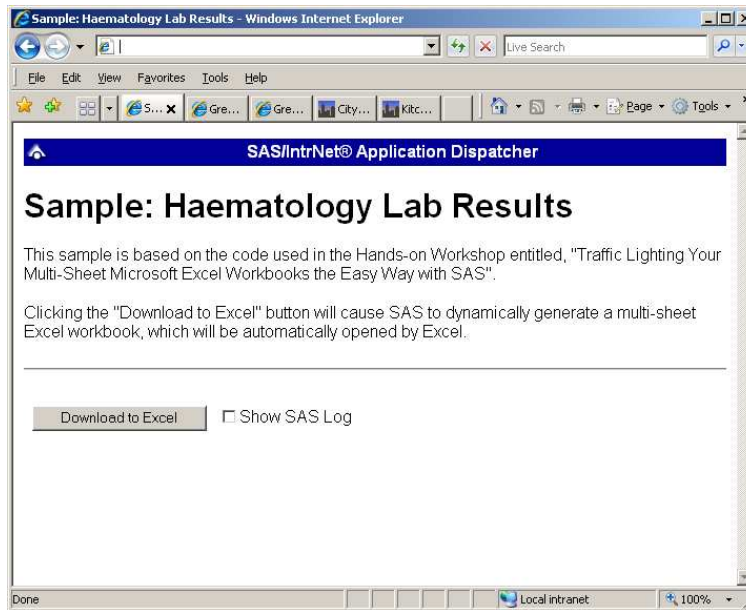 Sample: Haematology Lab Results - Windows Internet Explorer
Live Search
File Edit View Favorites Tools Help
S... Gre... Gre... City... Kitc... Page Tools
SAS/IntrNet® Application Dispatcher
Sample: Haematology Lab Results
This sample is based on the code used in the Hands-on Workshop entitled, "Traffic Lighting Your
Multi-Sheet Microsoft Excel Workbooks the Easy Way with SAS".
Clicking the "Download to Excel" button will cause SAS to dynamically generate a multi-sheet
Excel workbook, which will be automatically opened by Excel.
Download to Excel Show SAS Log
Done Local intranet 100%